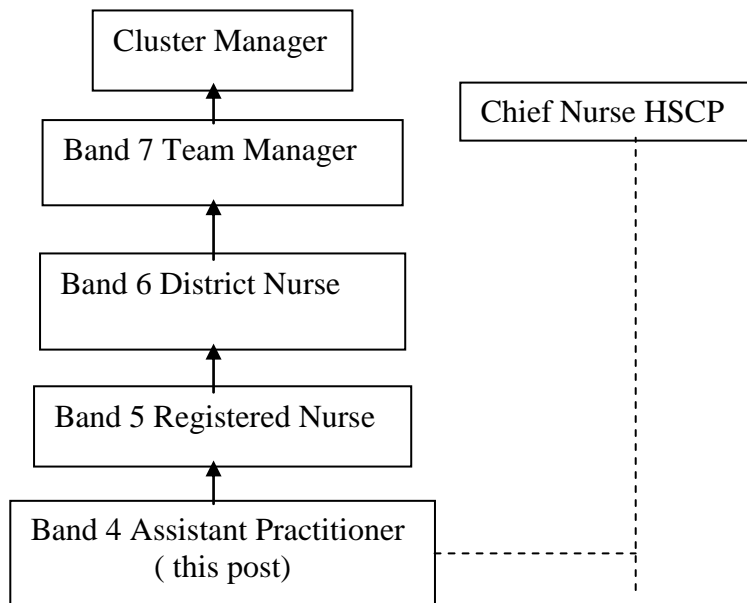 Cluster Manager
Chief Nurse HSCP
Band 7 Team Manager
Band 6 District Nurse
Band 5 Registered Nurse
Band 4 Assistant Practitioner
( this post)